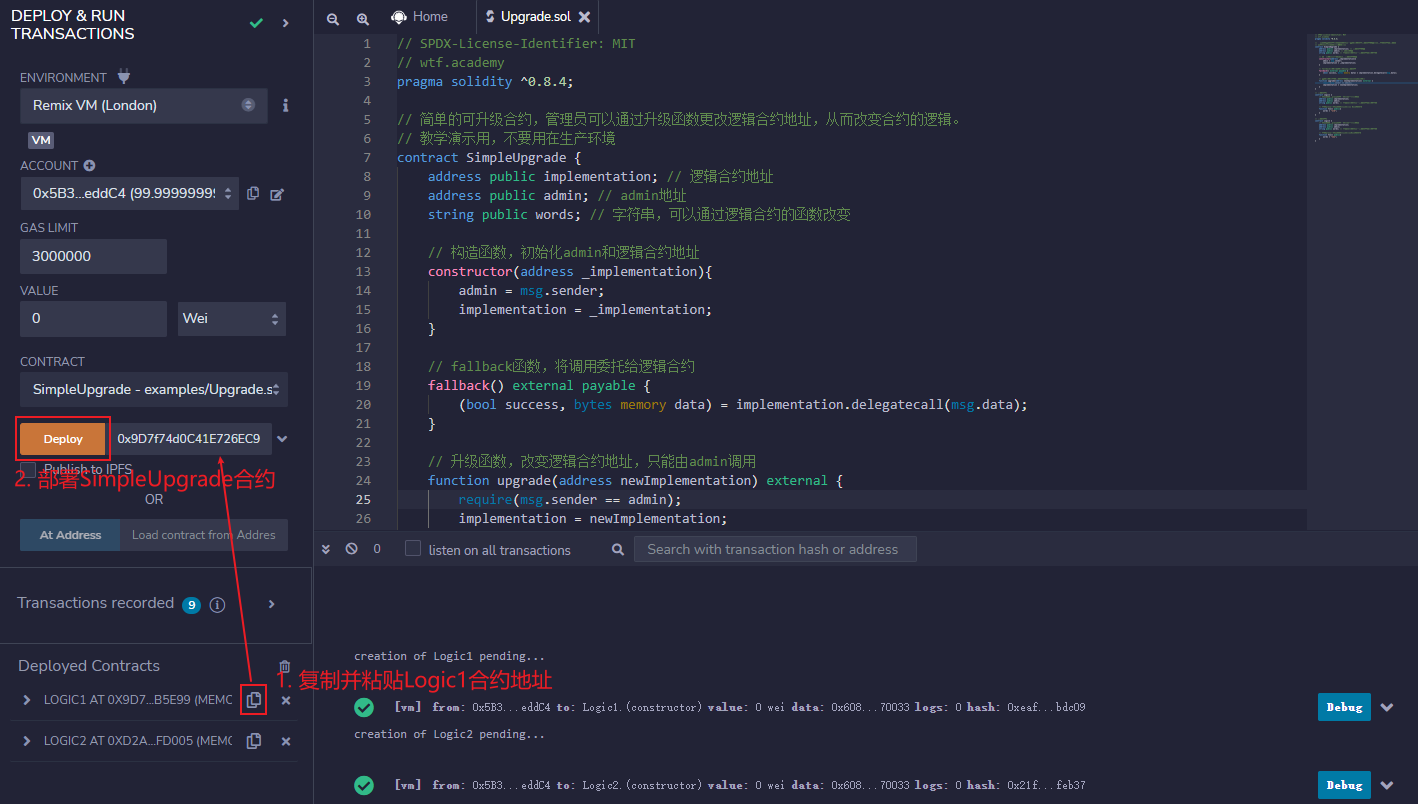 DEPLOY & RUN
TRANSACTIONS
ENVIRONMENT
Remix VM (London)
VM
ACCOUNT
0x5B3...eddC4 (99.99999999
GAS LIMIT
3000000
VALUE
0
Wei
CONTRACT
SimpleUpgrade - examples/Upgrade.s
Deploy
0x9D7f74d0C41E726EC9
Publish to IPFS
2. 部署SimpleUpgrade合约
OR
At Address
Load contract from Addres
Transactions recorded 9
Deployed Contracts
LOGIC1 AT 0X9D7...B5E99 (MEMO
LOGIC2 AT 0XD2A...FD005 (MEMO
1. 复制并粘贴Logic1合约地址
Home
Upgrade.sol
1 // SPDX-License-Identifier: MIT
2 // wtf.academy
3 pragma solidity ^0.8.4;
4
5 // 简单的可升级合约，管理员可以通过升级函数更改逻辑合约地址，从而改变合约的逻辑。
6 // 教学演示用，不要用在生产环境
7 contract SimpleUpgrade {
8 address public implementation; // 逻辑合约地址
9 address public admin; // admin地址
10 string public words; // 字符串，可以通过逻辑合约的函数改变
11
12 // 构造函数，初始化admin和逻辑合约地址
13 constructor(address _implementation){
14 admin = msg.sender;
15 implementation = _implementation;
16 }
17
18 // fallback函数，将调用委托给逻辑合约
19 fallback() external payable {
20 (bool success, bytes memory data) = implementation.delegatecall(msg.data);
21 }
22
23 // 升级函数，改变逻辑合约地址，只能由admin调用
24 function upgrade(address newImplementation) external {
25 require(msg.sender == admin);
26 implementation = newImplementation;
0
listen on all transactions
Search with transaction hash or address
creation of Logic1 pending...
[vm] from: 0x5B3...eddC4 to: Logic1.(constructor) value: 0 wei data: 0x608...70033 logs: 0 hash: 0xeaf...bdc09
Debug
creation of Logic2 pending...
[vm] from: 0x5B3...eddC4 to: Logic2.(constructor) value: 0 wei data: 0x608...70033 logs: 0 hash: 0x21f...feb37
Debug